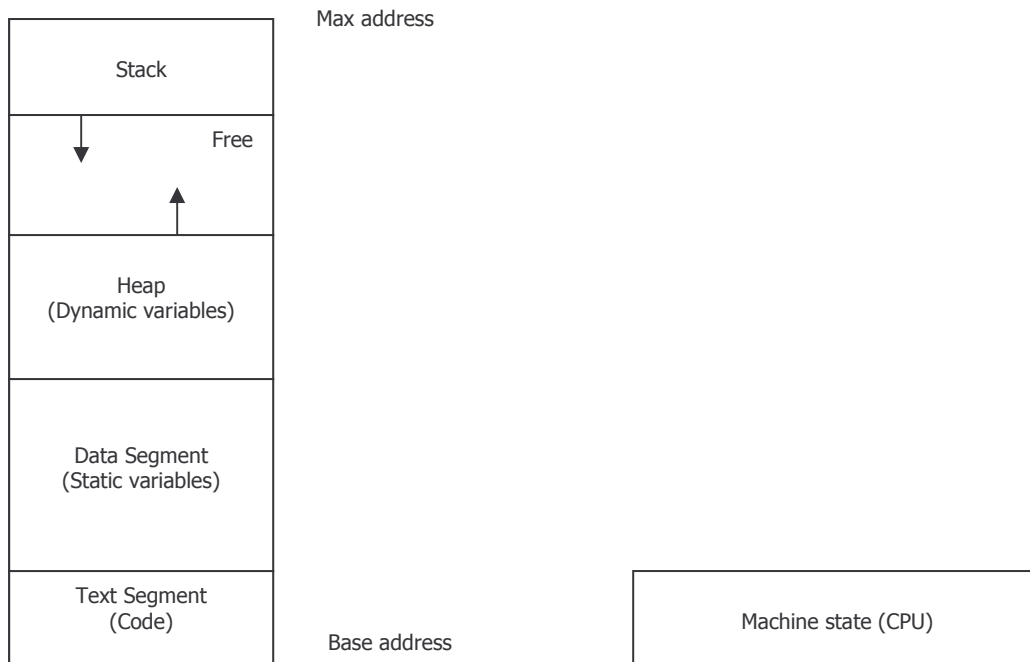 Max address
Stack
Free
Heap
(Dynamic variables)
Data Segment
(Static variables)
Text Segment
(Code)
Base address
Machine state (CPU)